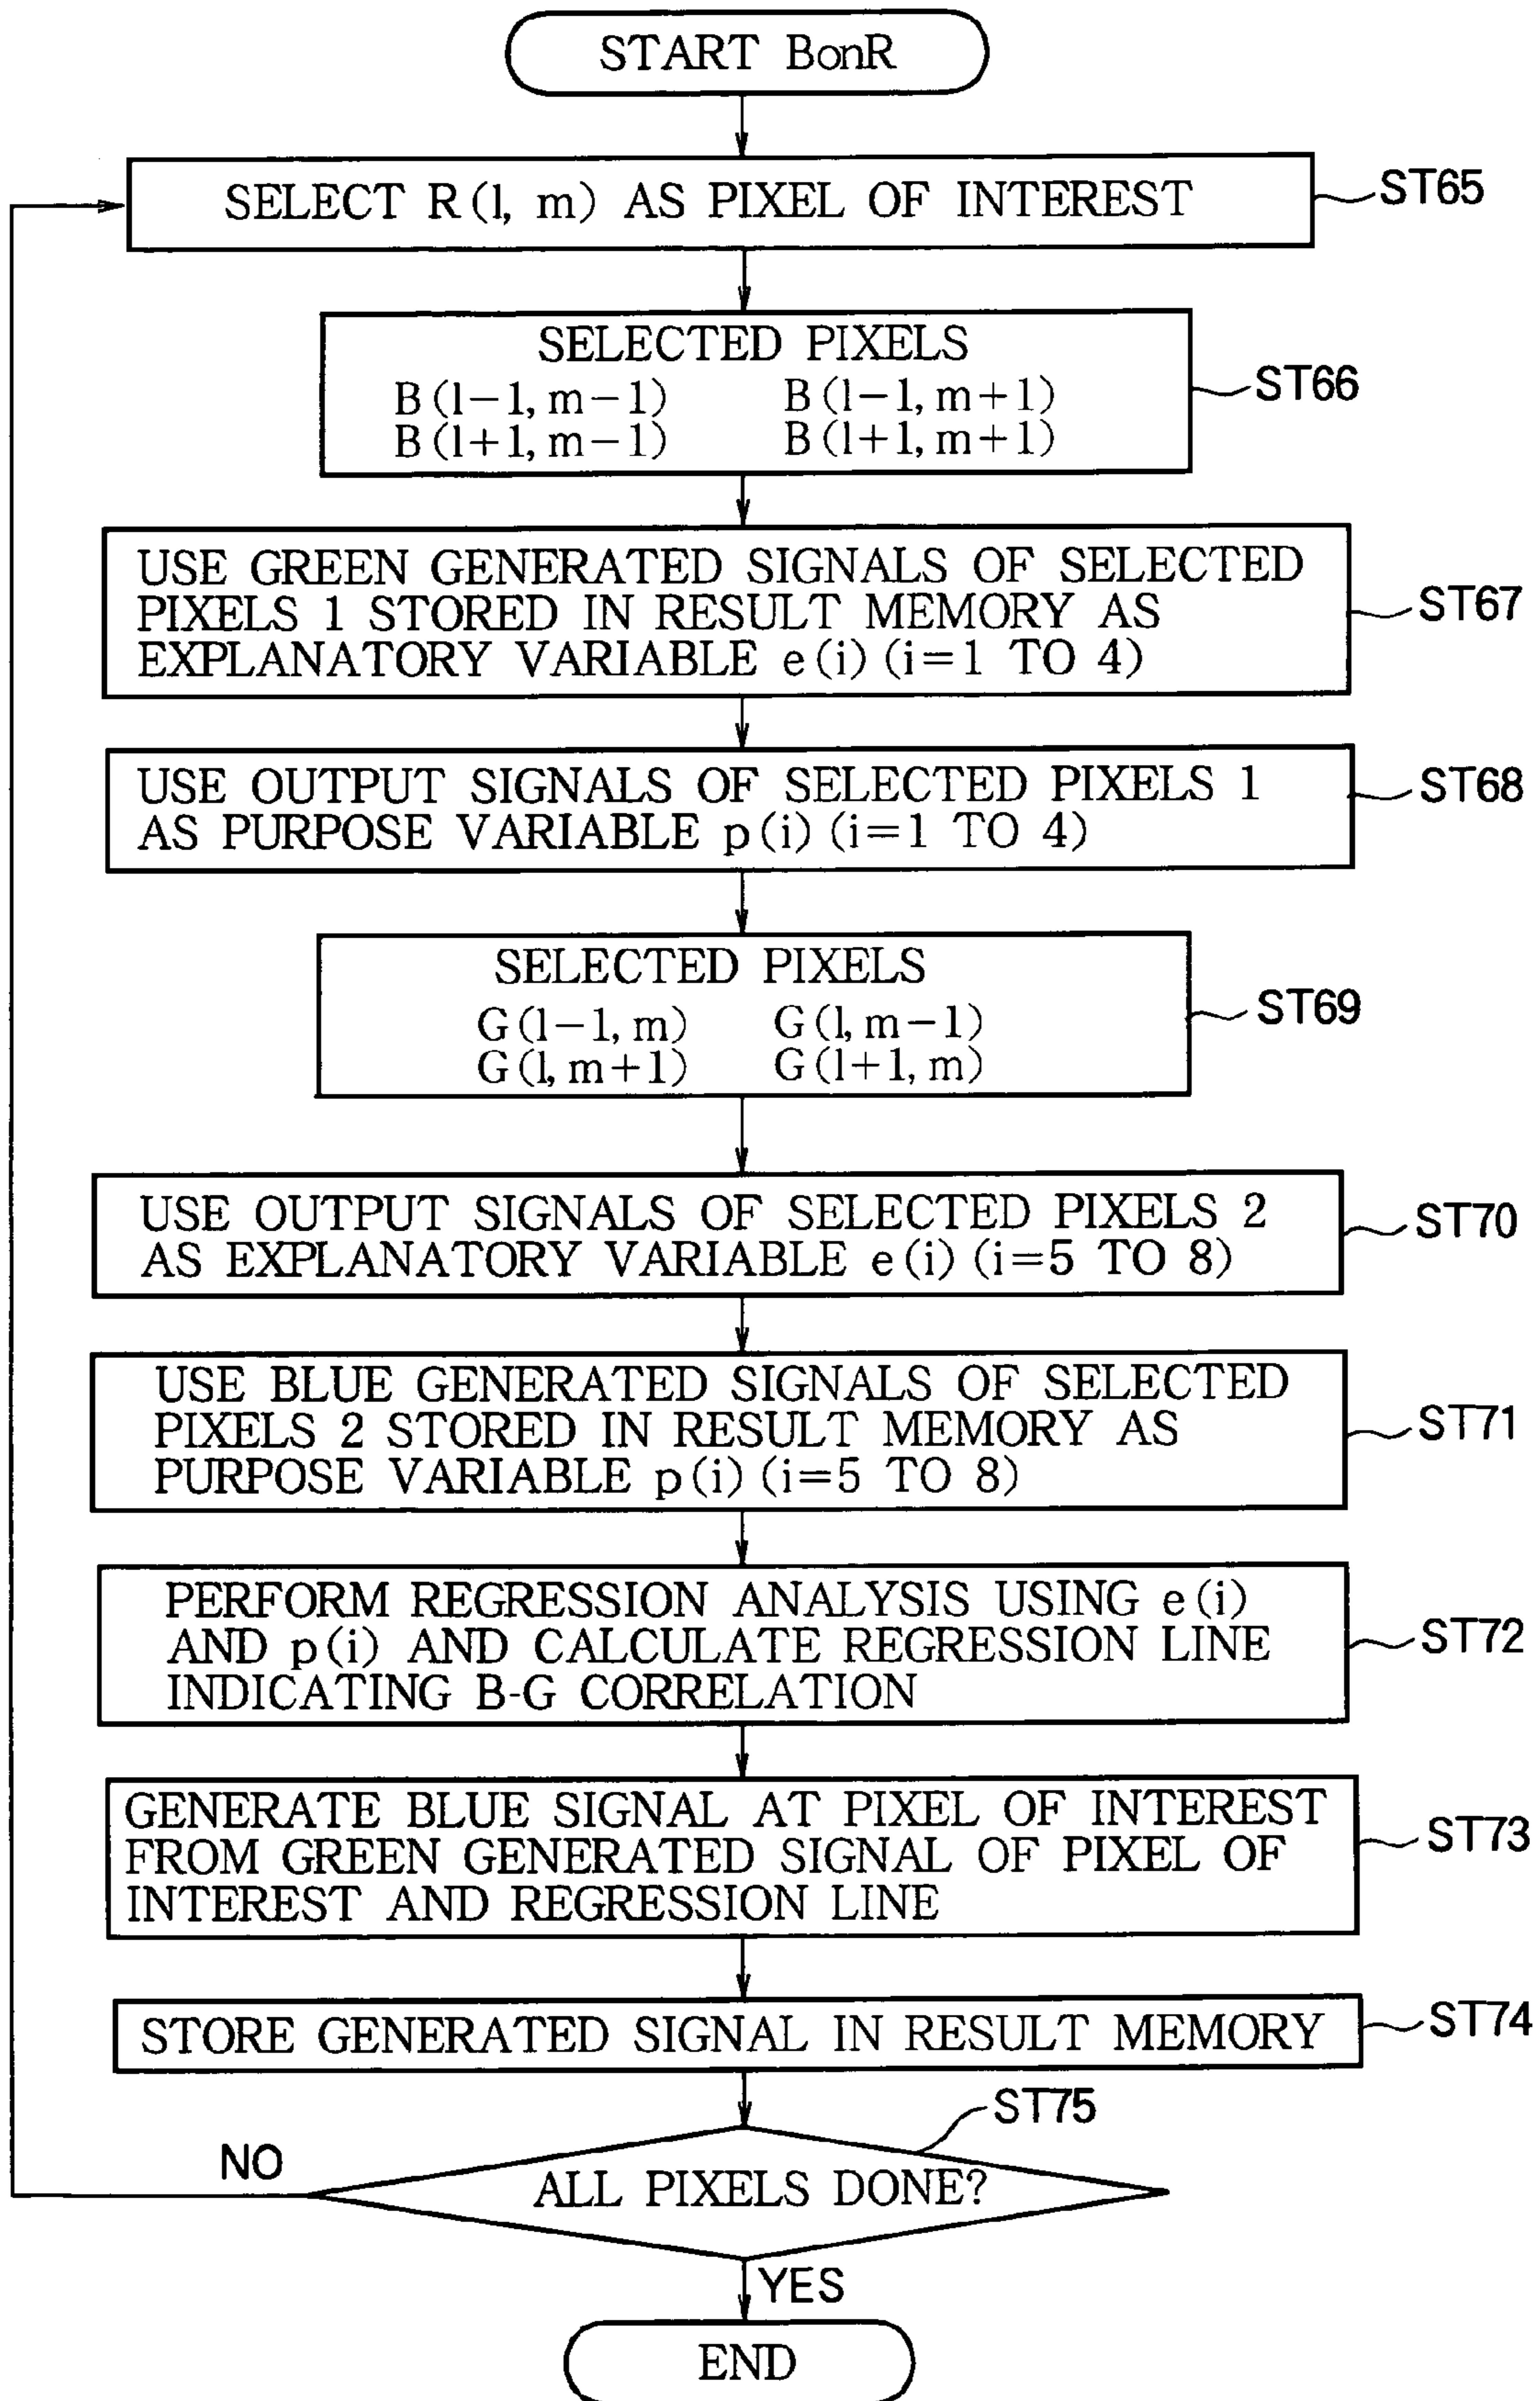 START BonR
SELECT R(l, m) AS PIXEL OF INTEREST
ST65
SELECTED PIXELS
B(l−1, m−1) B(l−1, m+1)
B(l+1, m−1) B(l+1, m+1)
ST66
USE GREEN GENERATED SIGNALS OF SELECTED
PIXELS 1 STORED IN RESULT MEMORY AS
EXPLANATORY VARIABLE e(i) (i=1 TO 4)
ST67
USE OUTPUT SIGNALS OF SELECTED PIXELS 1
AS PURPOSE VARIABLE p(i) (i=1 TO 4)
ST68
SELECTED PIXELS
G(l−1, m) G(l, m−1)
G(l, m+1) G(l+1, m)
ST69
USE OUTPUT SIGNALS OF SELECTED PIXELS 2
AS EXPLANATORY VARIABLE e(i) (i=5 TO 8)
ST70
USE BLUE GENERATED SIGNALS OF SELECTED
PIXELS 2 STORED IN RESULT MEMORY AS
PURPOSE VARIABLE p(i) (i=5 TO 8)
ST71
PERFORM REGRESSION ANALYSIS USING e(i)
AND p(i) AND CALCULATE REGRESSION LINE
INDICATING B-G CORRELATION
ST72
GENERATE BLUE SIGNAL AT PIXEL OF INTEREST
FROM GREEN GENERATED SIGNAL OF PIXEL OF
INTEREST AND REGRESSION LINE
ST73
STORE GENERATED SIGNAL IN RESULT MEMORY
ST74
ST75
NO
ALL PIXELS DONE?
YES
END